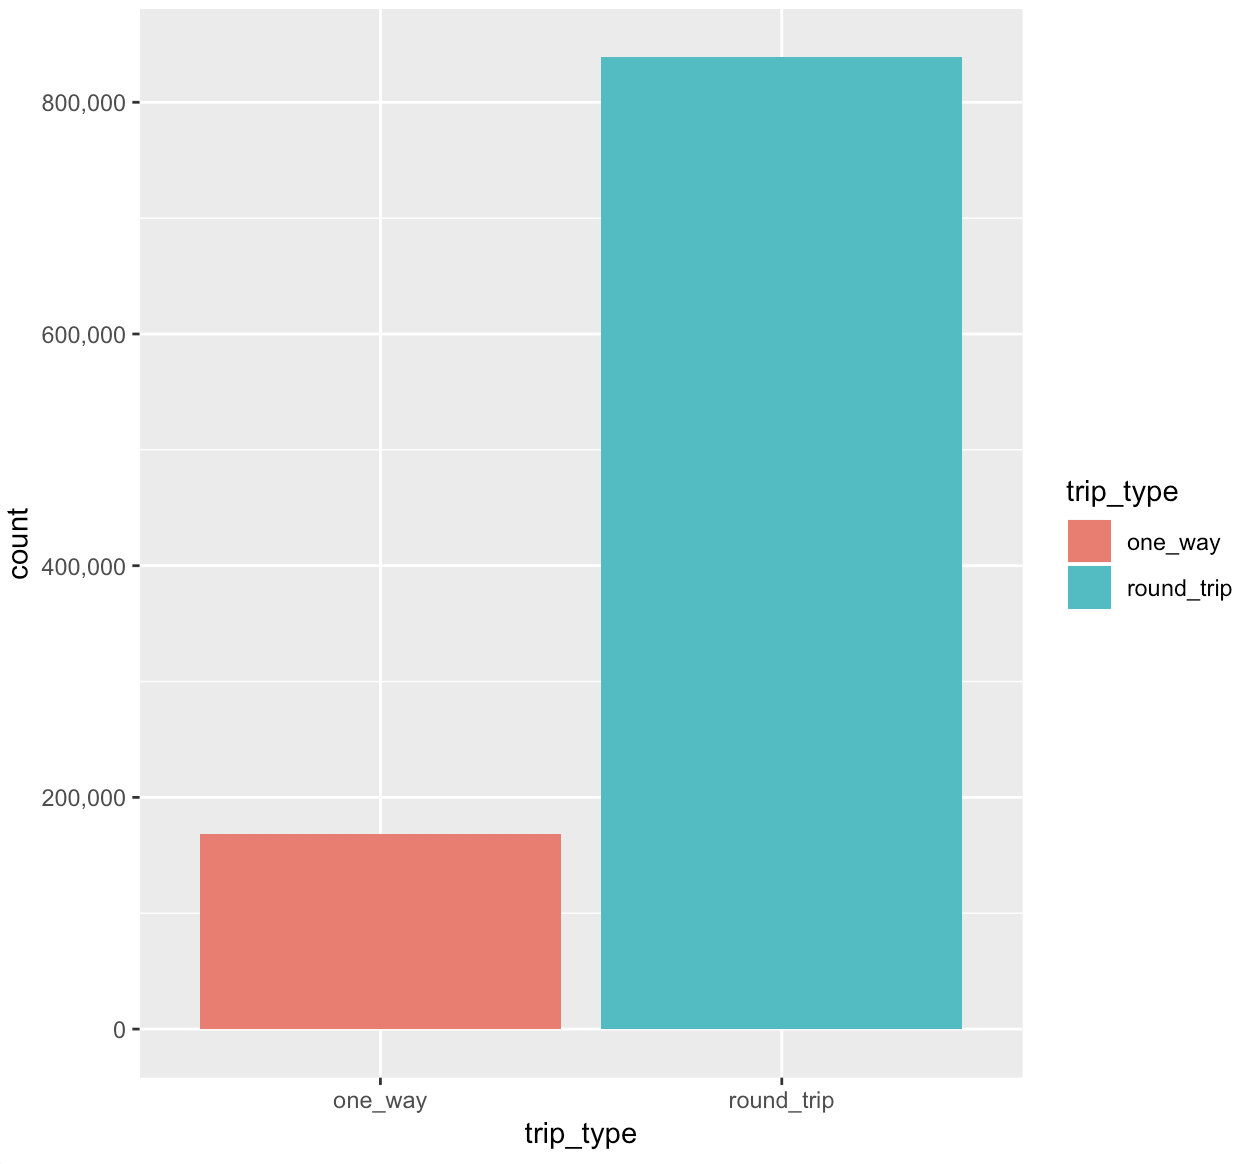 800,000
600,000
400,000
200,000
0
count
one_way
round_trip
trip_type
trip_type
one_way
round_trip